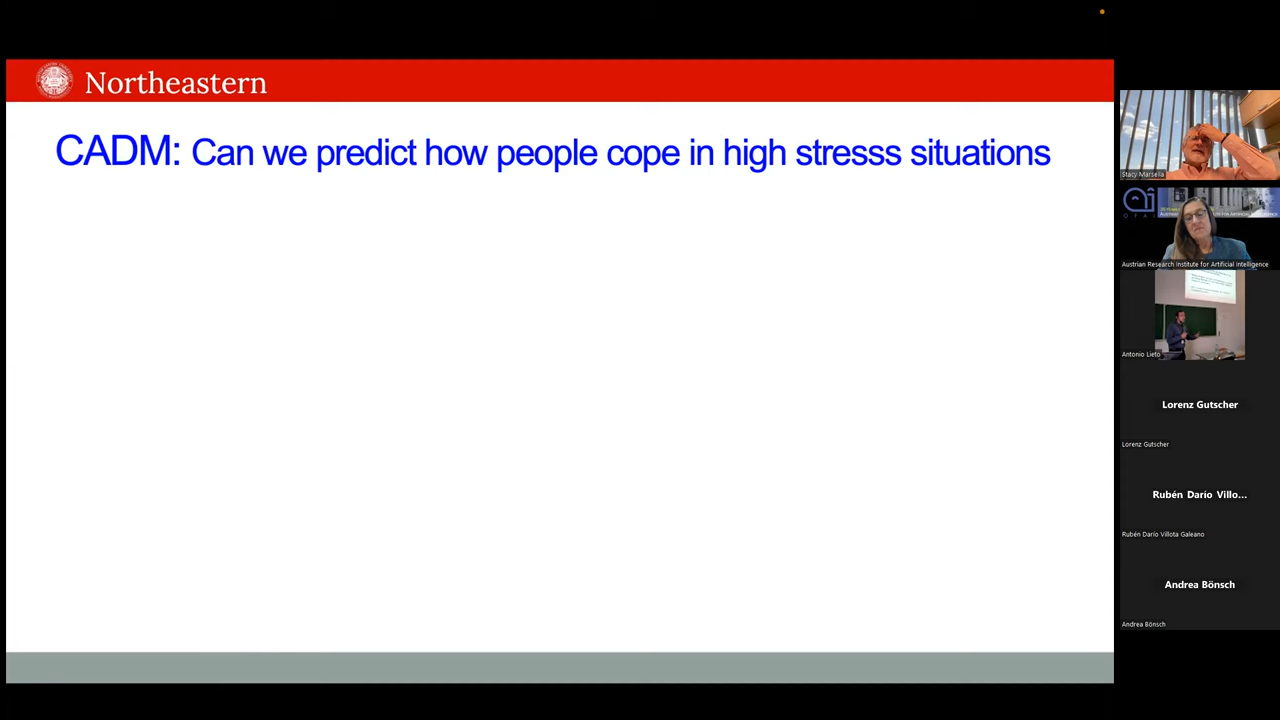 Northeastern
CADM: Can we predict how people cope in high stresss situations
Stacy Marsella
OFAI
Austrian Research Institute for Artificial Intelligence
Antonio Lieto
Lorenz Gutscher
Lorenz Gutscher
Rubén Darío Villo...
Rubén Darío Villota Galeano
Andrea Bönsch
Andrea Bönsch